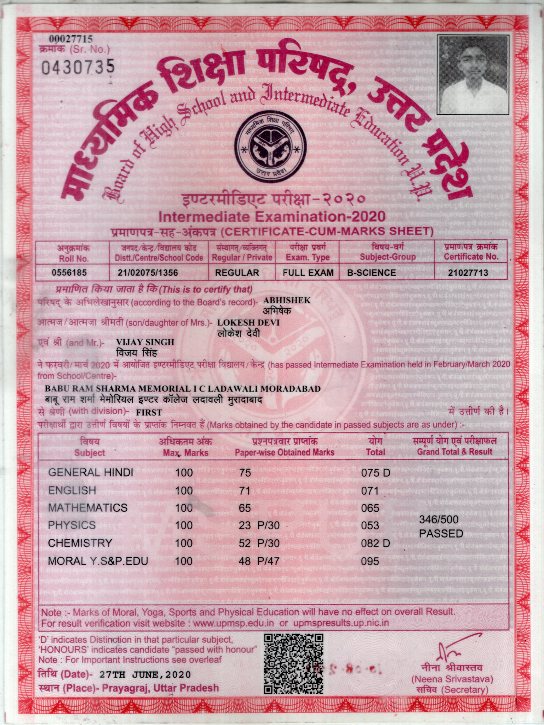 00027715
क्रमांक (Sr. No.)
0430735
माध्यमिक शिक्षा परिषद्, उत्तर प्रदेश
Board of High School and Intermediate Education U.P.
माध्यमिक शिक्षा परिषद्
उत्तर प्रदेश
इण्टरमीडिएट परीक्षा-२०२०
Intermediate Examination-2020
प्रमाणपत्र-सह-अंकपत्र (CERTIFICATE-CUM-MARKS SHEET)
अनुक्रमांक जनपद/केन्द्र/विद्यालय कोड संस्थागत/व्यक्तिगत परीक्षा प्रवर्ग विषय-वर्ग प्रमाणपत्र क्रमांक
Roll No. Distt./Centre/School Code Regular / Private Exam. Type Subject-Group Certificate No.
0556185 21/02075/1356 REGULAR FULL EXAM B-SCIENCE 21027713
प्रमाणित किया जाता है कि (This is to certify that)
परिषद् के अभिलेखानुसार (according to the Board's record)- ABHISHEK
अभिषेक
आत्मज/आत्मजा श्रीमती (son/daughter of Mrs.)- LOKESH DEVI
लोकेश देवी
एवं श्री (and Mr.)- VIJAY SINGH
विजय सिंह
ने फरवरी/मार्च 2020 में आयोजित इण्टरमीडिएट परीक्षा विद्यालय/केन्द्र (has passed Intermediate Examination held in February/March 2020
from School/Centre)-
BABU RAM SHARMA MEMORIAL I C LADAWALI MORADABAD
बाबू राम शर्मा मेमोरियल इण्टर कॉलेज लदावली मुरादाबाद
से श्रेणी (with division)- FIRST में उत्तीर्ण की है।
परीक्षार्थी द्वारा उत्तीर्ण विषयों के प्राप्तांक निम्नवत हैं (Marks obtained by the candidate in passed subjects are as under) :-
विषय अधिकतम अंक प्रश्नपत्रवार प्राप्तांक योग सम्पूर्ण योग एवं परीक्षाफल
Subject Max. Marks Paper-wise Obtained Marks Total Grand Total & Result
GENERAL HINDI 100 75 075 D
ENGLISH 100 71 071
MATHEMATICS 100 65 065
PHYSICS 100 23 P/30 053
346/500
PASSED
CHEMISTRY 100 52 P/30 082 D
MORAL Y.S&P.EDU 100 48 P/47 095
Note :- Marks of Moral, Yoga, Sports and Physical Education will have no effect on overall Result.
For result verification visit website : www.upmsp.edu.in or upmspresults.up.nic.in
'D' indicates Distinction in that particular subject,
'HONOURS' indicates candidate "passed with honour"
Note : For Important Instructions see overleaf
तिथि (Date)- 27TH JUNE,2020
स्थान (Place)- Prayagraj, Uttar Pradesh
नीना श्रीवास्तव
(Neena Srivastava)
सचिव (Secretary)